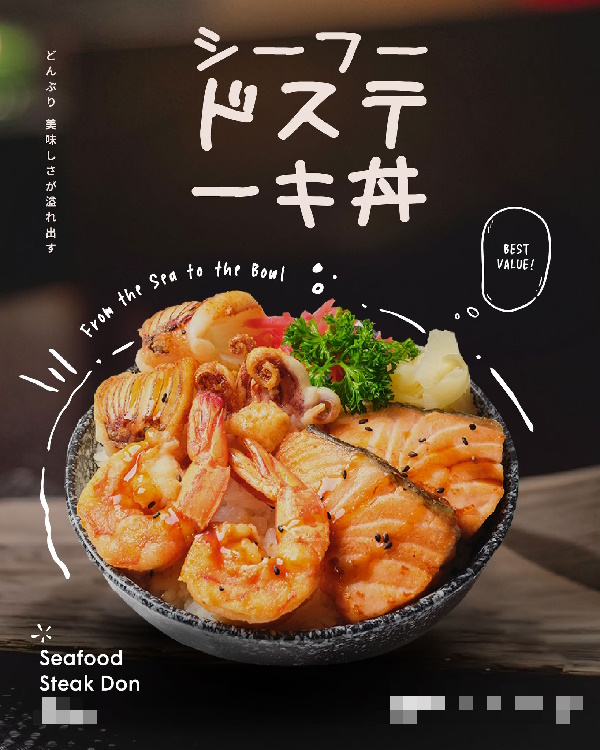 シーフー
ドステ
ーキ丼
どんぶり 美味しさが溢れ出す
BEST
VALUE!
From the Sea to the Bowl
Seafood
Steak Don